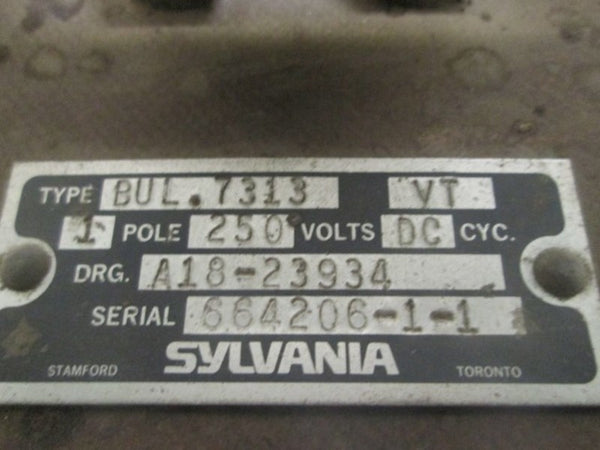 TYPE BUL.7313 VT
1 POLE 250 VOLTS DC CYC.
DRG. A18-23934
SERIAL 664206-1-1
SYLVANIA
STAMFORD TORONTO